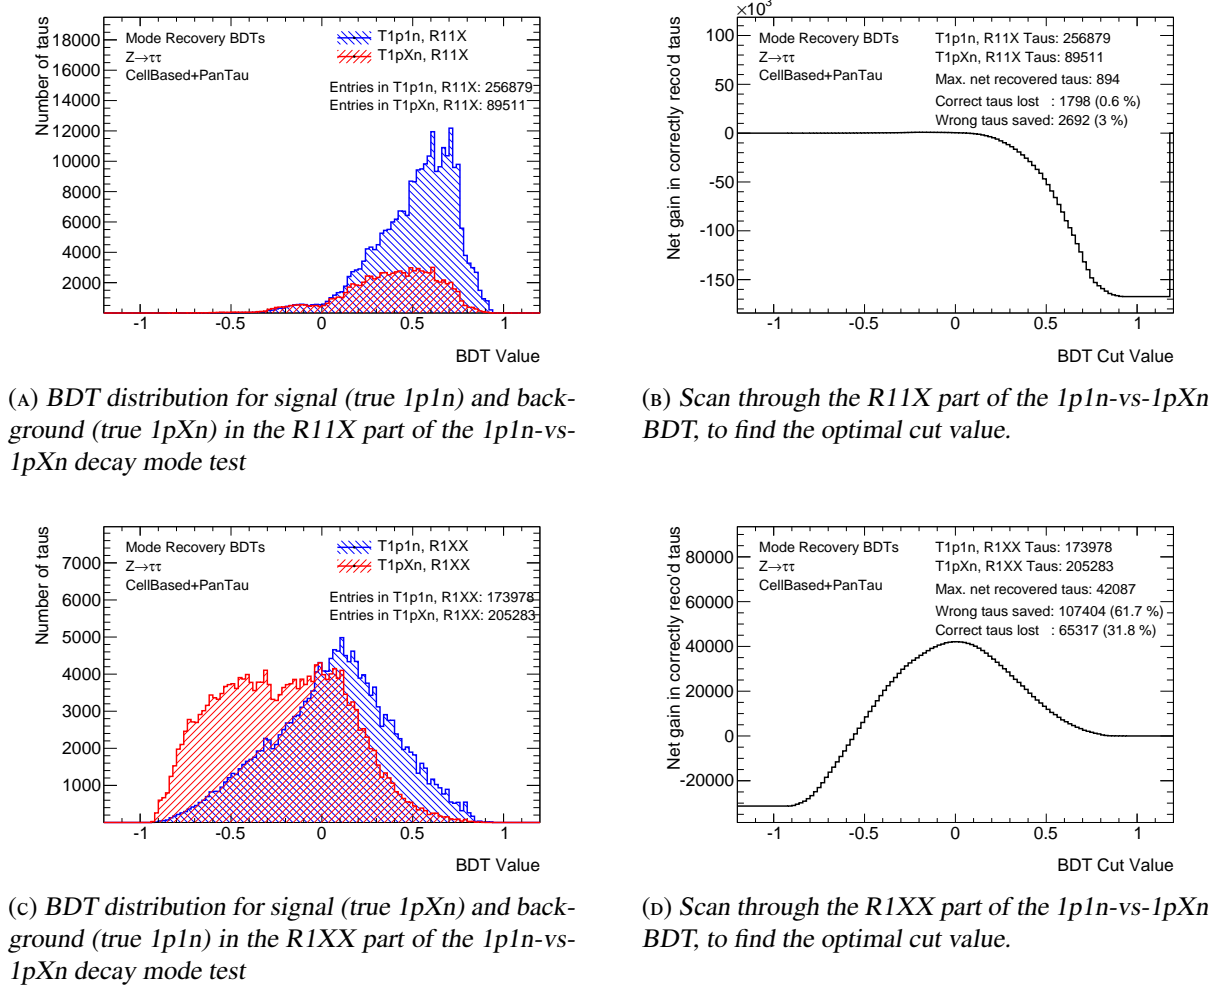 18000
16000
14000
12000
10000
8000
6000
4000
2000
Number of taus
Mode Recovery BDTs
Z→ττ
CellBased+PanTau
T1p1n, R11X
T1pXn, R11X
Entries in T1p1n, R11X: 256879
Entries in T1pXn, R11X: 89511
-1 -0.5 0 0.5 1
BDT Value
×10³
100
50
0
-50
-100
-150
Net gain in correctly reco'd taus
Mode Recovery BDTs
Z→ττ
CellBased+PanTau
T1p1n, R11X Taus: 256879
T1pXn, R11X Taus: 89511
Max. net recovered taus: 894
Correct taus lost : 1798 (0.6 %)
Wrong taus saved: 2692 (3 %)
-1 -0.5 0 0.5 1
BDT Cut Value
(A) BDT distribution for signal (true 1p1n) and back-
ground (true 1pXn) in the R11X part of the 1p1n-vs-
1pXn decay mode test
(B) Scan through the R11X part of the 1p1n-vs-1pXn
BDT, to find the optimal cut value.
7000
6000
5000
4000
3000
2000
1000
Number of taus
Mode Recovery BDTs
Z→ττ
CellBased+PanTau
T1p1n, R1XX
T1pXn, R1XX
Entries in T1p1n, R1XX: 173978
Entries in T1pXn, R1XX: 205283
-1 -0.5 0 0.5 1
BDT Value
80000
60000
40000
20000
0
-20000
Net gain in correctly reco'd taus
Mode Recovery BDTs
Z→ττ
CellBased+PanTau
T1p1n, R1XX Taus: 173978
T1pXn, R1XX Taus: 205283
Max. net recovered taus: 42087
Wrong taus saved: 107404 (61.7 %)
Correct taus lost : 65317 (31.8 %)
-1 -0.5 0 0.5 1
BDT Cut Value
(C) BDT distribution for signal (true 1pXn) and back-
ground (true 1p1n) in the R1XX part of the 1p1n-vs-
1pXn decay mode test
(D) Scan through the R1XX part of the 1p1n-vs-1pXn
BDT, to find the optimal cut value.